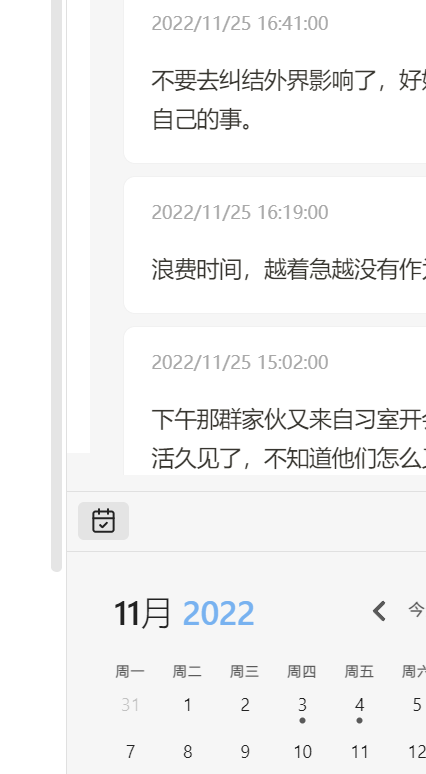 2022/11/25 16:41:00
不要去纠结外界影响了，好
自己的事。
2022/11/25 16:19:00
浪费时间，越着急越没有作
2022/11/25 15:02:00
下午那群家伙又来自习室开
活久见了，不知道他们怎么
11月 2022
今
周一 周二 周三 周四 周五 周六
31 1 2 3 4 5
7 8 9 10 11 12